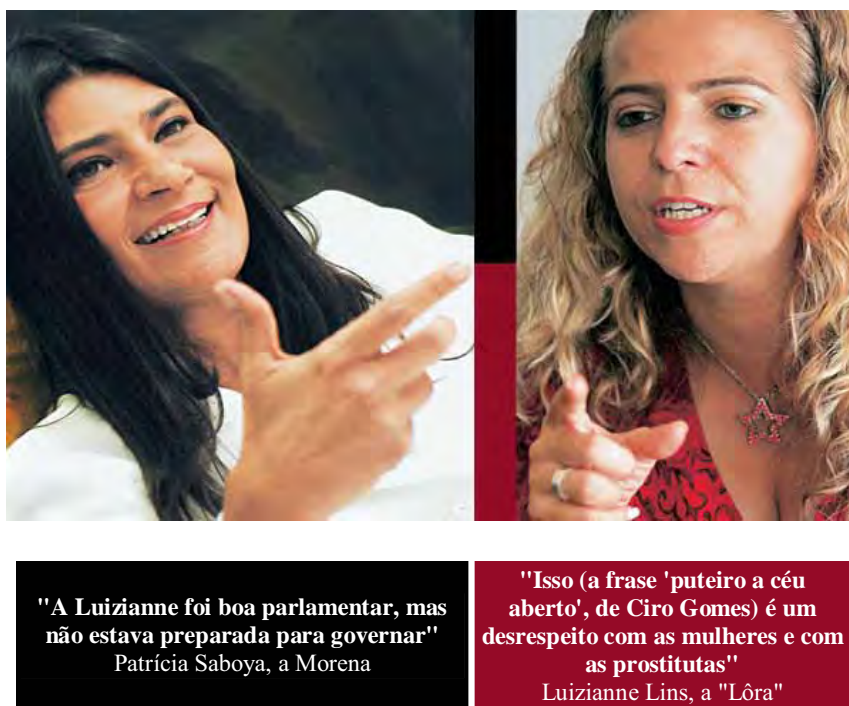 "A Luizianne foi boa parlamentar, mas
não estava preparada para governar"
Patrícia Saboya, a Morena
"Isso (a frase 'puteiro a céu
aberto', de Ciro Gomes) é um
desrespeito com as mulheres e com
as prostitutas"
Luizianne Lins, a "Lôra"